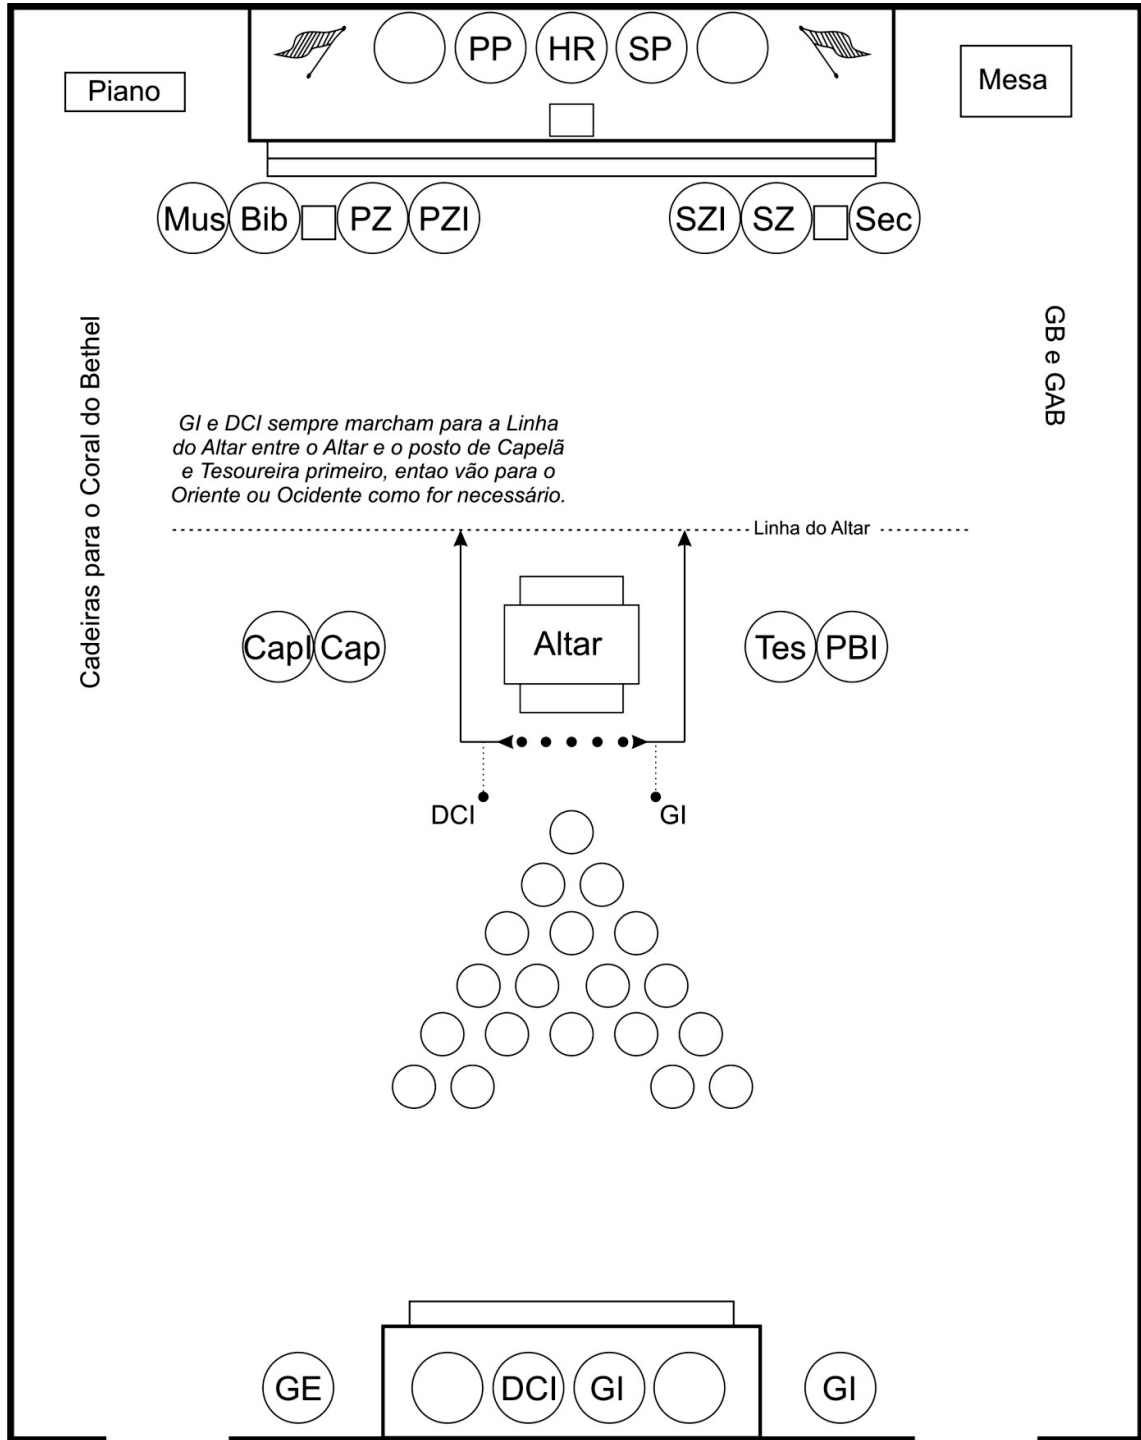 PP HR SP
Piano
Mesa
Mus Bib PZ PZI SZI SZ Sec
Cadeiras para o Coral do Bethel
GB e GAB
GI e DCI sempre marcham para a Linha
do Altar entre o Altar e o posto de Capelã
e Tesoureira primeiro, entao vão para o
Oriente ou Ocidente como for necessário.
Linha do Altar
CapI Cap Altar Tes PBI
DCI GI
GE DCI GI GI